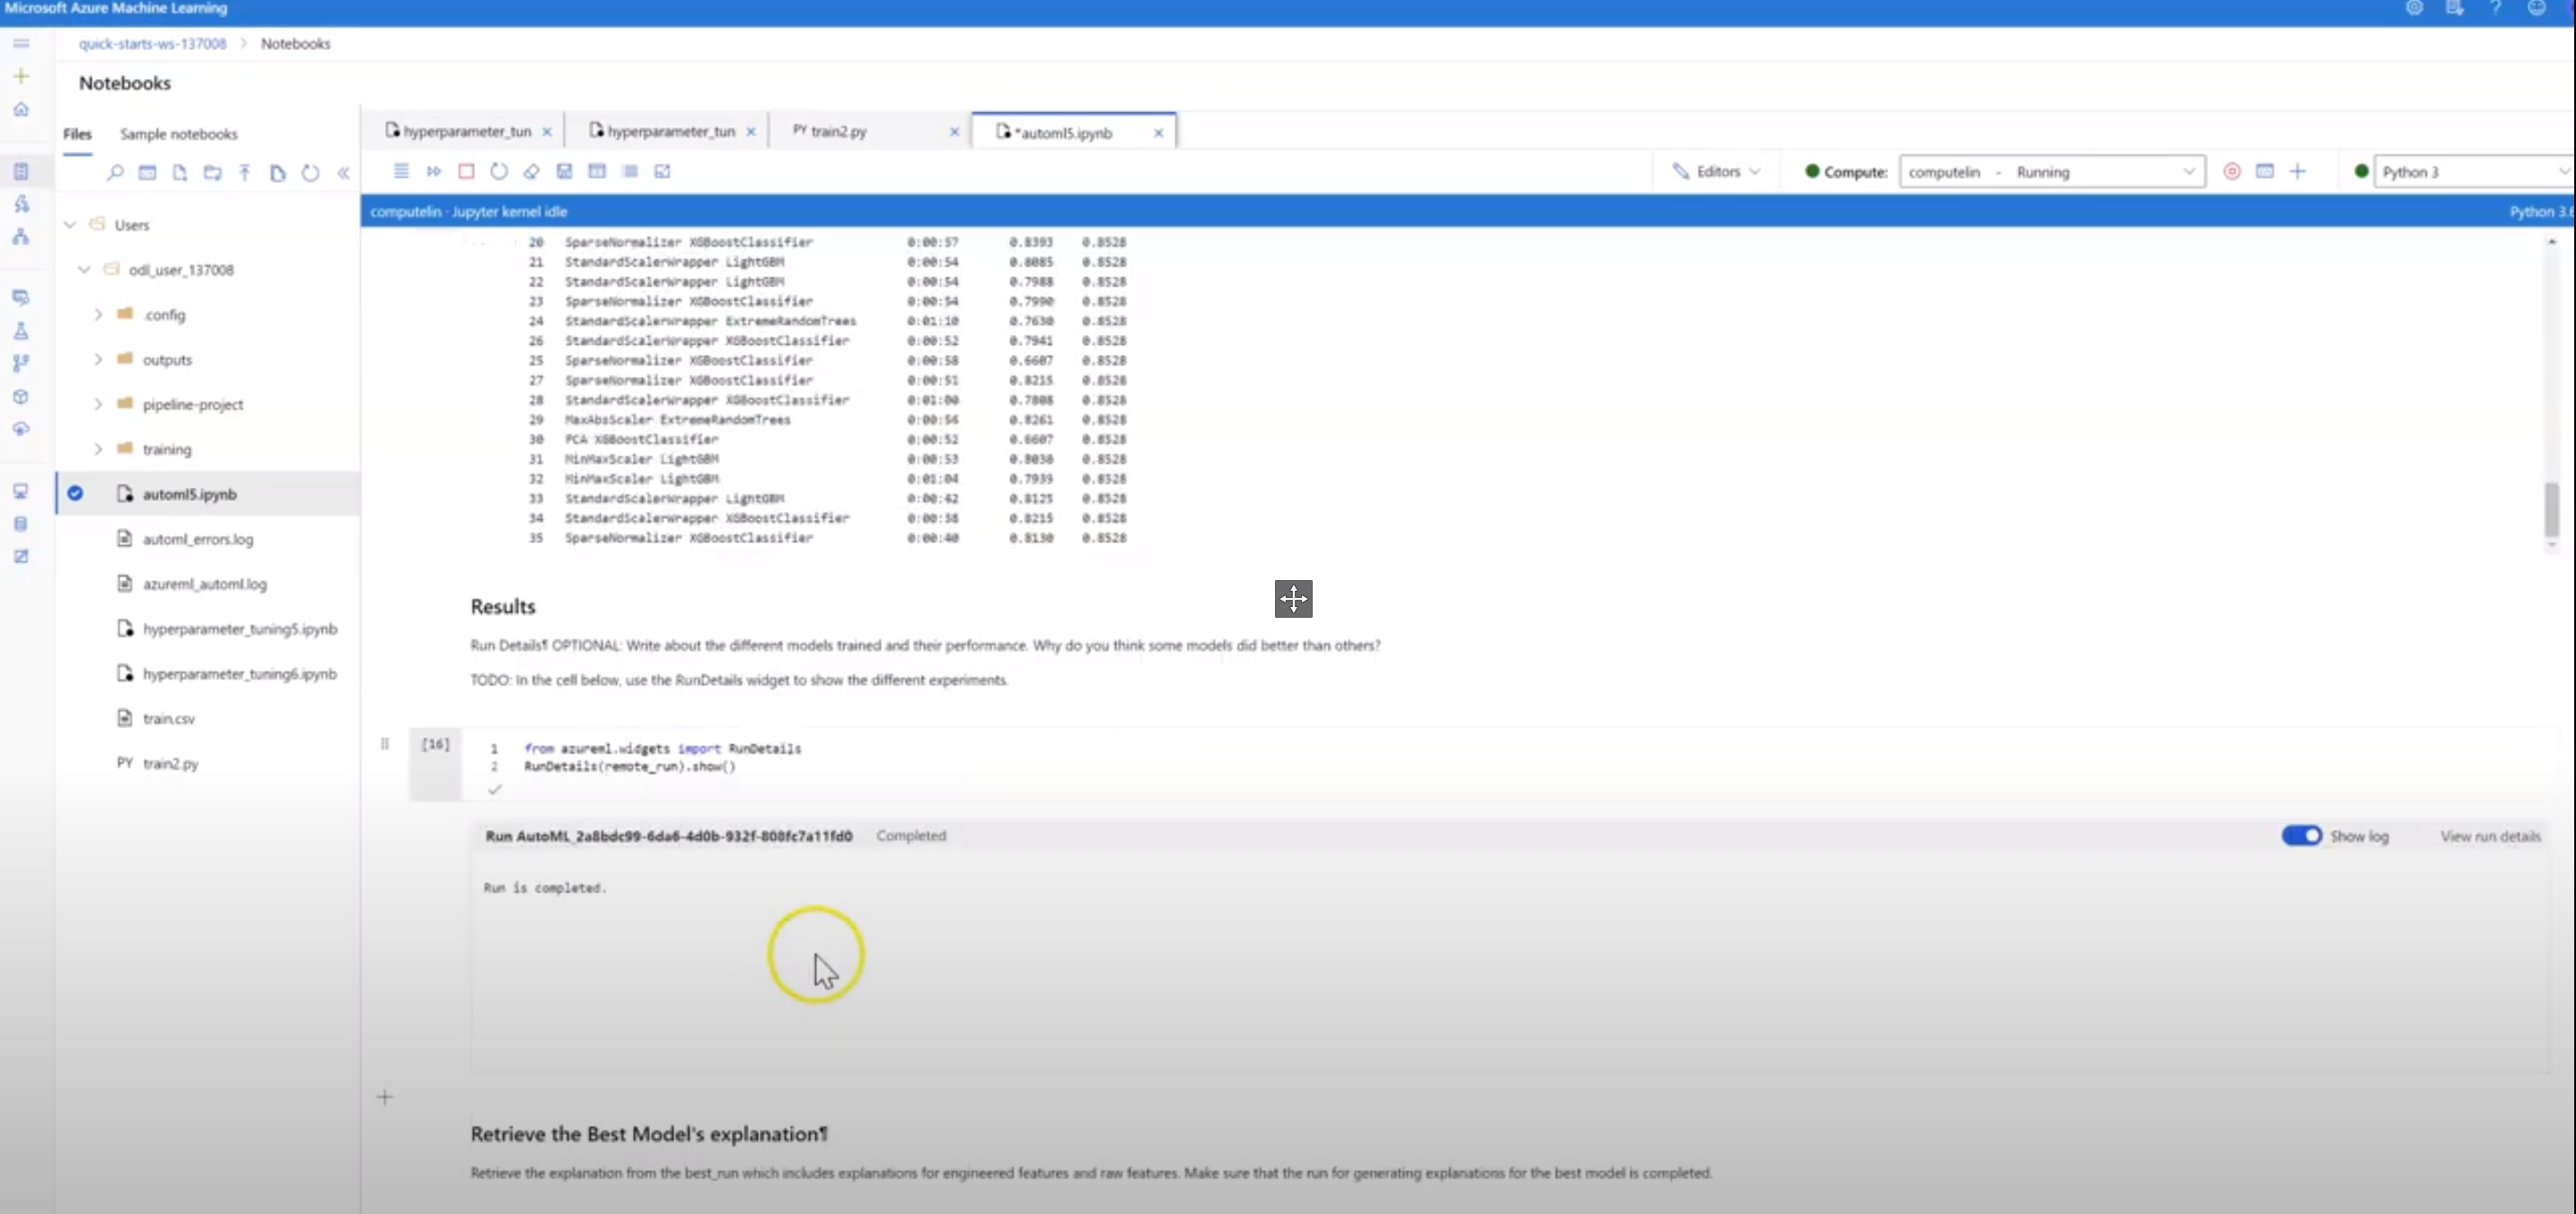 Microsoft Azure Machine Learning
quick-starts-ws-137008 > Notebooks
Notebooks
Files Sample notebooks
hyperparameter_tun × hyperparameter_tun × PY train2.py × *automl5.ipynb ×
Editors Compute: computelin - Running Python 3
computelin · Jupyter kernel idle Python 3.6
Users
odl_user_137008
.config
outputs
pipeline-project
training
automl5.ipynb
automl_errors.log
azureml_automl.log
hyperparameter_tuning5.ipynb
hyperparameter_tuning6.ipynb
train.csv
PY train2.py
20 SparseNormalizer XGBoostClassifier 0:00:57 0.8393 0.8528
21 StandardScalerWrapper LightGBM 0:00:54 0.8085 0.8528
22 StandardScalerWrapper LightGBM 0:00:54 0.7988 0.8528
23 SparseNormalizer XGBoostClassifier 0:00:54 0.7990 0.8528
24 StandardScalerWrapper ExtremeRandomTrees 0:01:10 0.7630 0.8528
26 StandardScalerWrapper XGBoostClassifier 0:00:52 0.7941 0.8528
25 SparseNormalizer XGBoostClassifier 0:00:58 0.6607 0.8528
27 SparseNormalizer XGBoostClassifier 0:00:51 0.8215 0.8528
28 StandardScalerWrapper XGBoostClassifier 0:01:00 0.7808 0.8528
29 MaxAbsScaler ExtremeRandomTrees 0:00:56 0.8261 0.8528
30 PCA XGBoostClassifier 0:00:52 0.6607 0.8528
31 MinMaxScaler LightGBM 0:00:53 0.8038 0.8528
32 MinMaxScaler LightGBM 0:01:04 0.7939 0.8528
33 StandardScalerWrapper LightGBM 0:00:42 0.8125 0.8528
34 StandardScalerWrapper XGBoostClassifier 0:00:58 0.8215 0.8528
35 SparseNormalizer XGBoostClassifier 0:00:40 0.8130 0.8528
Results
Run Details¶ OPTIONAL: Write about the different models trained and their performance. Why do you think some models did better than others?
TODO: In the cell below, use the RunDetails widget to show the different experiments.
[16]
1 from azureml.widgets import RunDetails
2 RunDetails(remote_run).show()
Run AutoML_2a8bdc99-6da6-4d0b-932f-808fc7a11fd0 Completed Show log View run details
Run is completed.
Retrieve the Best Model's explanation¶
Retrieve the explanation from the best_run which includes explanations for engineered features and raw features. Make sure that the run for generating explanations for the best model is completed.